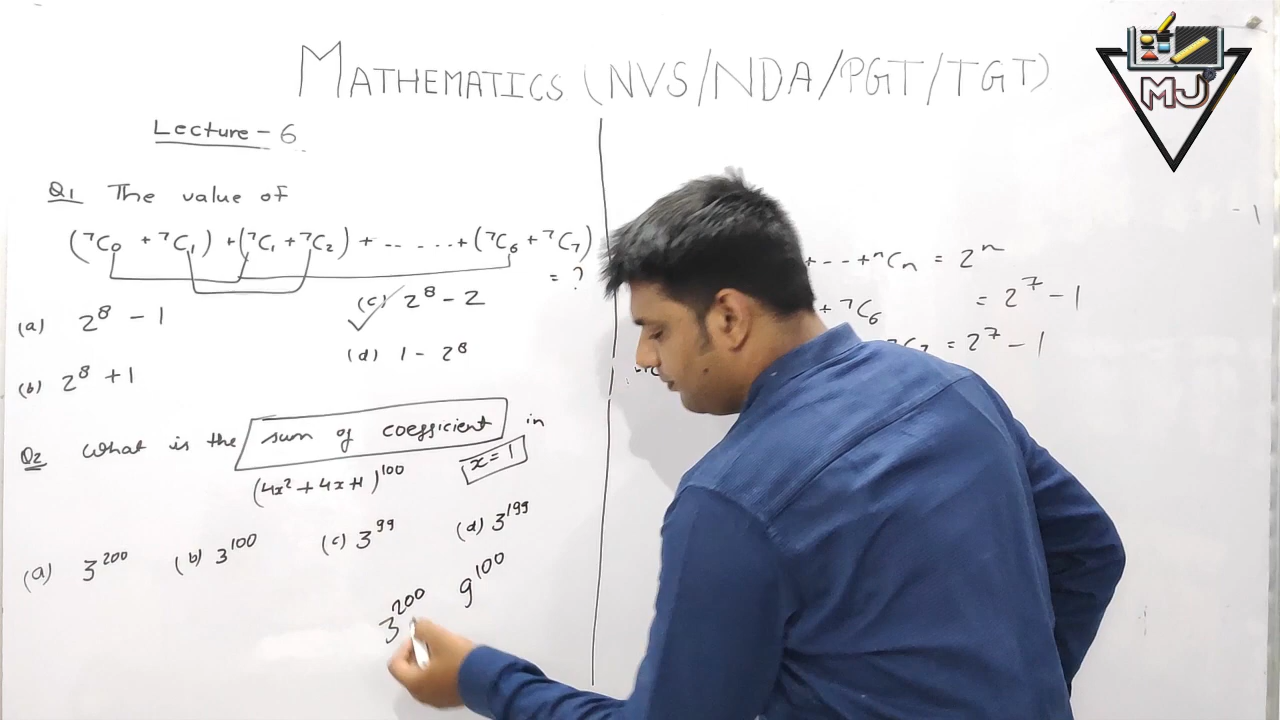 MATHEMATICS (NVS/NDA/PGT/TGT)
MJ
Lecture - 6
Q1 The value of
(⁷C₀ + ⁷C₁) + (⁷C₁ + ⁷C₂) + -- - -- + (⁷C₆ + ⁷C₇)
= ?
(a) 2⁸ - 1
(c) 2⁸ - 2
(b) 2⁸ + 1
(d) 1 - 2⁸
Q2 What is the sum of coefficient in
(4x² + 4x + 1)¹⁰⁰
x = 1
(a) 3²⁰⁰ (b) 3¹⁰⁰ (c) 3⁹⁹ (d) 3¹⁹⁹
3²⁰⁰ 9¹⁰⁰
+ -- + ⁿCₙ = 2ⁿ
+ ⁷C₆ = 2⁷ - 1
= 2⁷ - 1
- 1